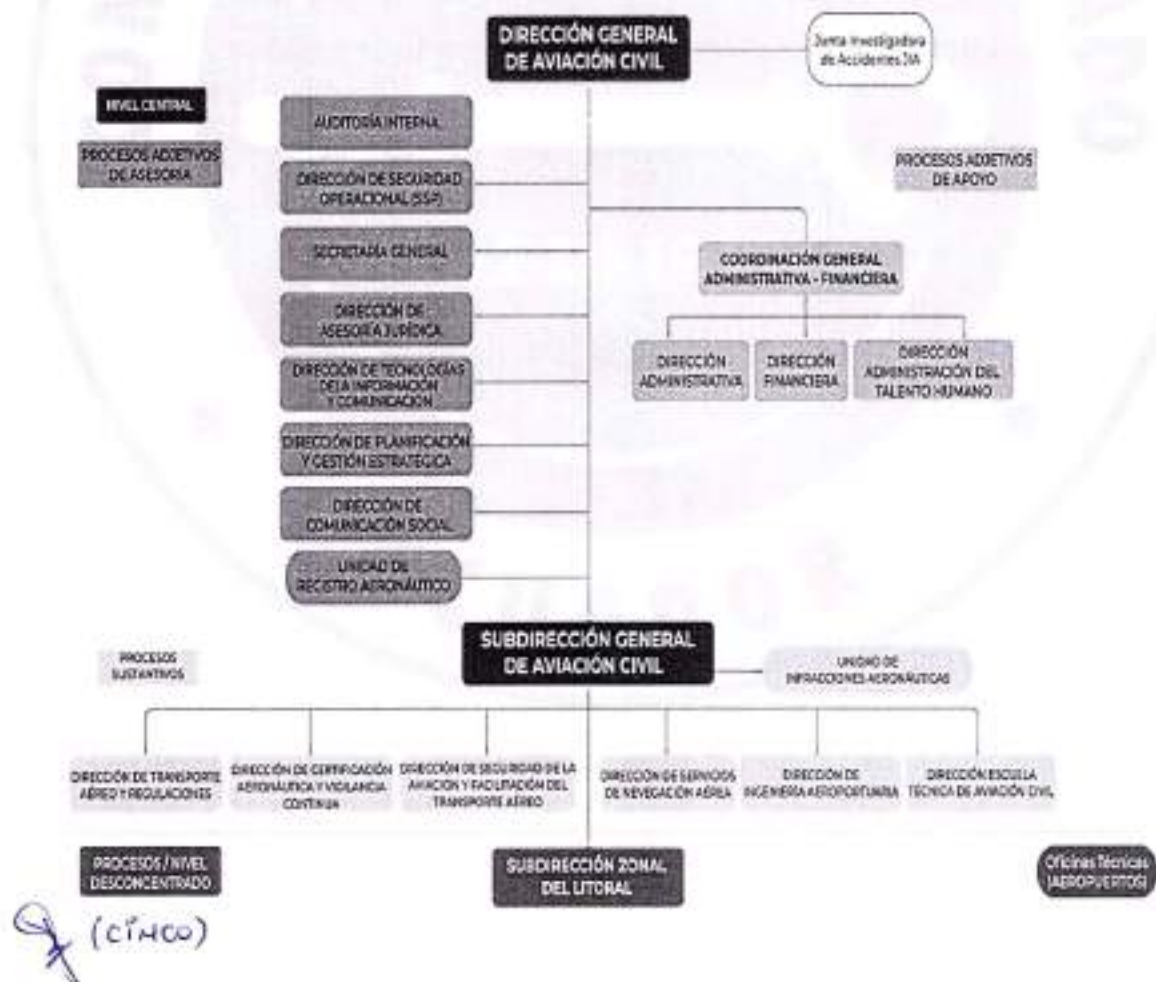 DIRECCIÓN GENERAL
DE AVIACIÓN CIVIL
Junta Investigadora
de Accidentes JIA
NIVEL CENTRAL
AUDITORÍA INTERNA
PROCESOS ADJETIVOS
DE ASESORÍA
DIRECCIÓN DE SEGURIDAD
OPERACIONAL (SSP)
PROCESOS ADJETIVOS
DE APOYO
SECRETARÍA GENERAL
COORDINACIÓN GENERAL
ADMINISTRATIVA - FINANCIERA
DIRECCIÓN DE
ASESORÍA JURÍDICA
DIRECCIÓN
ADMINISTRATIVA
DIRECCIÓN
FINANCIERA
DIRECCIÓN
ADMINISTRACIÓN DEL
TALENTO HUMANO
DIRECCIÓN DE TECNOLOGÍAS
DE LA INFORMACIÓN
Y COMUNICACIÓN
DIRECCIÓN DE PLANIFICACIÓN
Y GESTIÓN ESTRATÉGICA
DIRECCIÓN DE
COMUNICACIÓN SOCIAL
UNIDAD DE
REGISTRO AERONÁUTICO
SUBDIRECCIÓN GENERAL
DE AVIACIÓN CIVIL
PROCESOS
SUSTANTIVOS
UNIDAD DE
INFRACCIONES AERONÁUTICAS
DIRECCIÓN DE TRANSPORTE
AÉREO Y REGULACIONES
DIRECCIÓN DE CERTIFICACIÓN
AERONÁUTICA Y VIGILANCIA
CONTINUA
DIRECCIÓN DE SEGURIDAD DE LA
AVIACIÓN Y FACILITACIÓN DEL
TRANSPORTE AÉREO
DIRECCIÓN DE SERVICIOS
DE NEVEGACIÓN AÉREA
DIRECCIÓN DE
INGENIERÍA AEROPORTUARIA
DIRECCIÓN ESCUELA
TÉCNICA DE AVIACIÓN CIVIL
PROCESOS / NIVEL
DESCONCENTRADO
SUBDIRECCIÓN ZONAL
DEL LITORAL
Oficinas Técnicas
(AEROPUERTOS)
(CINCO)